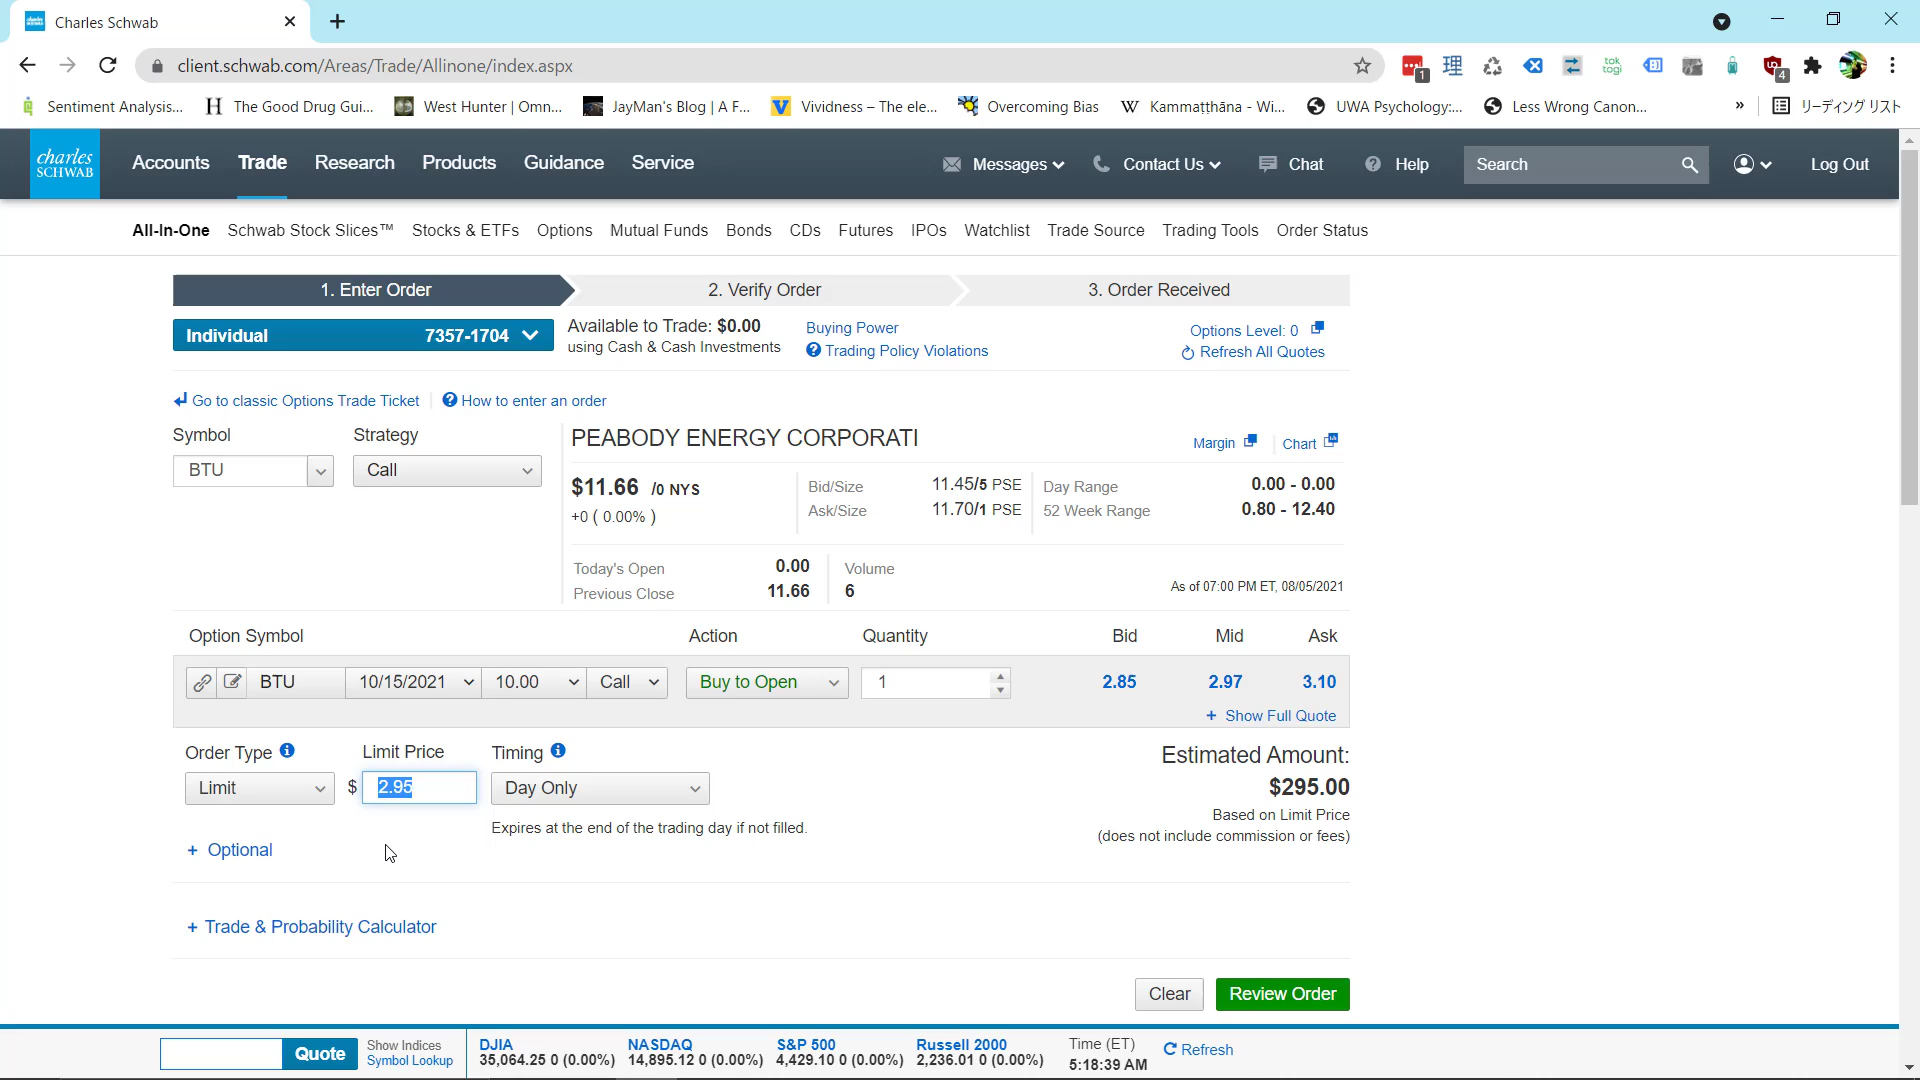 Charles Schwab
client.schwab.com/Areas/Trade/Allinone/index.aspx
1
理
tok togi
4
Sentiment Analysis...
The Good Drug Gui...
West Hunter | Omn...
JayMan's Blog | A F...
Vividness – The ele...
Overcoming Bias
Kammaṭṭhāna - Wi...
UWA Psychology:...
Less Wrong Canon...
»
リーディング リスト
charles SCHWAB
Accounts
Trade
Research
Products
Guidance
Service
Messages
Contact Us
Chat
Help
Search
Log Out
All-In-One
Schwab Stock Slices™
Stocks & ETFs
Options
Mutual Funds
Bonds
CDs
Futures
IPOs
Watchlist
Trade Source
Trading Tools
Order Status
1. Enter Order
2. Verify Order
3. Order Received
Individual 7357-1704
Available to Trade: $0.00
using Cash & Cash Investments
Buying Power
Trading Policy Violations
Options Level: 0
Refresh All Quotes
Go to classic Options Trade Ticket
How to enter an order
Symbol
Strategy
BTU
Call
PEABODY ENERGY CORPORATI
Margin
Chart
$11.66 /0 NYS
+0 ( 0.00% )
Bid/Size 11.45/5 PSE
Ask/Size 11.70/1 PSE
Day Range 0.00 - 0.00
52 Week Range 0.80 - 12.40
Today's Open 0.00
Previous Close 11.66
Volume
6
As of 07:00 PM ET, 08/05/2021
Option Symbol Action Quantity Bid Mid Ask
BTU 10/15/2021 10.00 Call Buy to Open 1 2.85 2.97 3.10
+ Show Full Quote
Order Type
Limit Price
Timing
Limit
$ 2.95
Day Only
Expires at the end of the trading day if not filled.
Estimated Amount:
$295.00
Based on Limit Price
(does not include commission or fees)
+ Optional
+ Trade & Probability Calculator
Clear
Review Order
Quote
Show Indices
Symbol Lookup
DJIA
35,064.25 0 (0.00%)
NASDAQ
14,895.12 0 (0.00%)
S&P 500
4,429.10 0 (0.00%)
Russell 2000
2,236.01 0 (0.00%)
Time (ET)
5:18:39 AM
Refresh